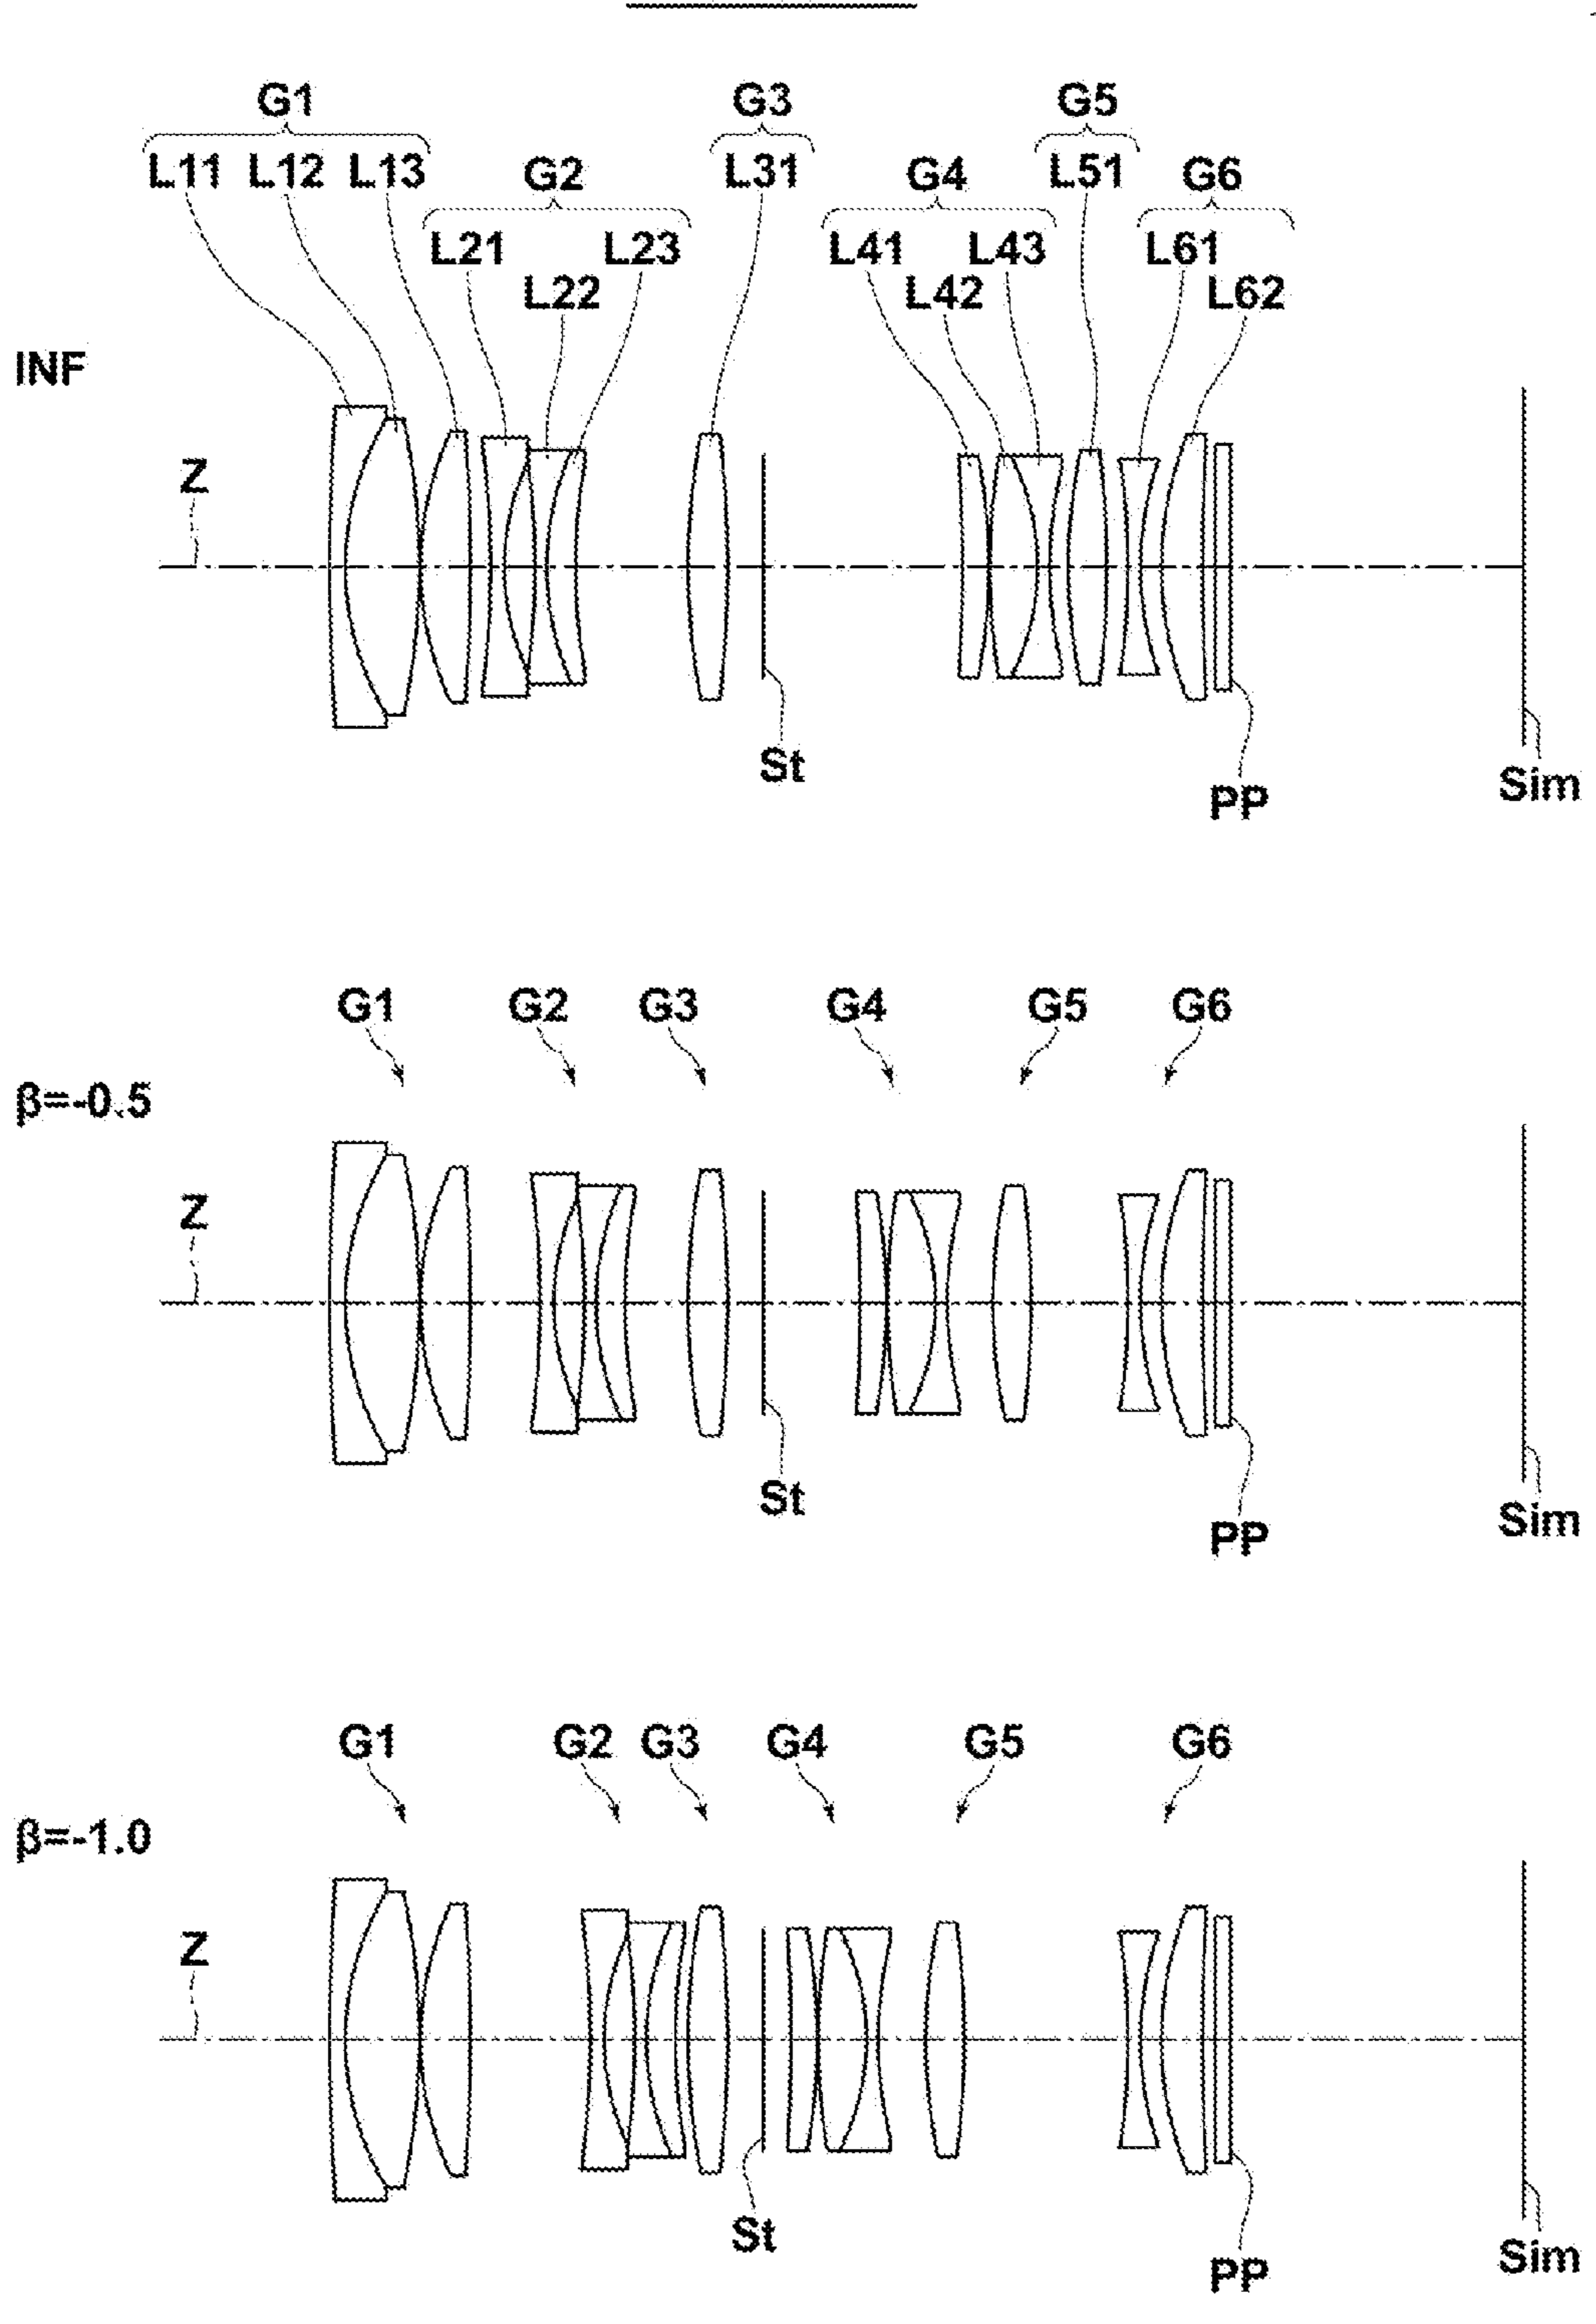 G1 G3 G5
L11 L12 L13 G2 L31 G4 L51 G6
L21 L23 L41 L43 L61
L22 L42 L62
INF
Z
St
PP Sim
G1 G2 G3 G4 G5 G6
β=-0.5
Z
St
PP Sim
G1 G2 G3 G4 G5 G6
β=-1.0
Z
St
PP Sim